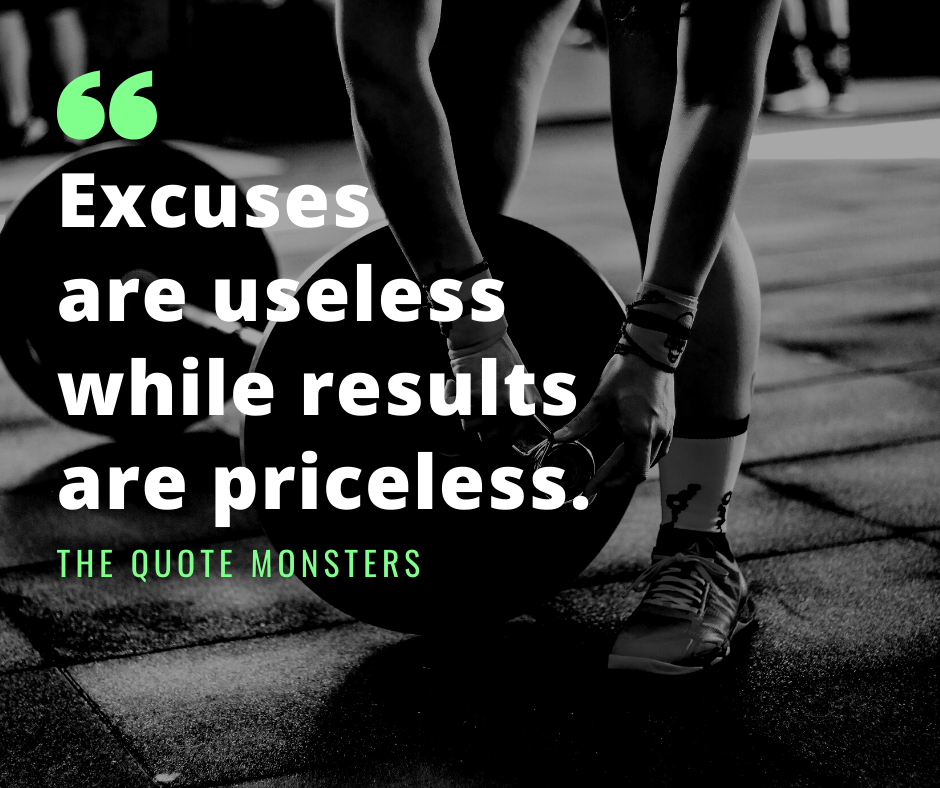 “
Excuses
are useless
while results
are priceless.
THE QUOTE MONSTERS